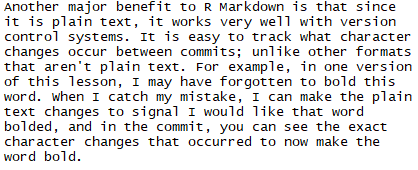 Another major benefit to R Markdown is that since
it is plain text, it works very well with version
control systems. It is easy to track what character
changes occur between commits; unlike other formats
that aren't plain text. For example, in one version
of this lesson, I may have forgotten to bold this
word. When I catch my mistake, I can make the plain
text changes to signal I would like that word
bolded, and in the commit, you can see the exact
character changes that occurred to now make the
word bold.